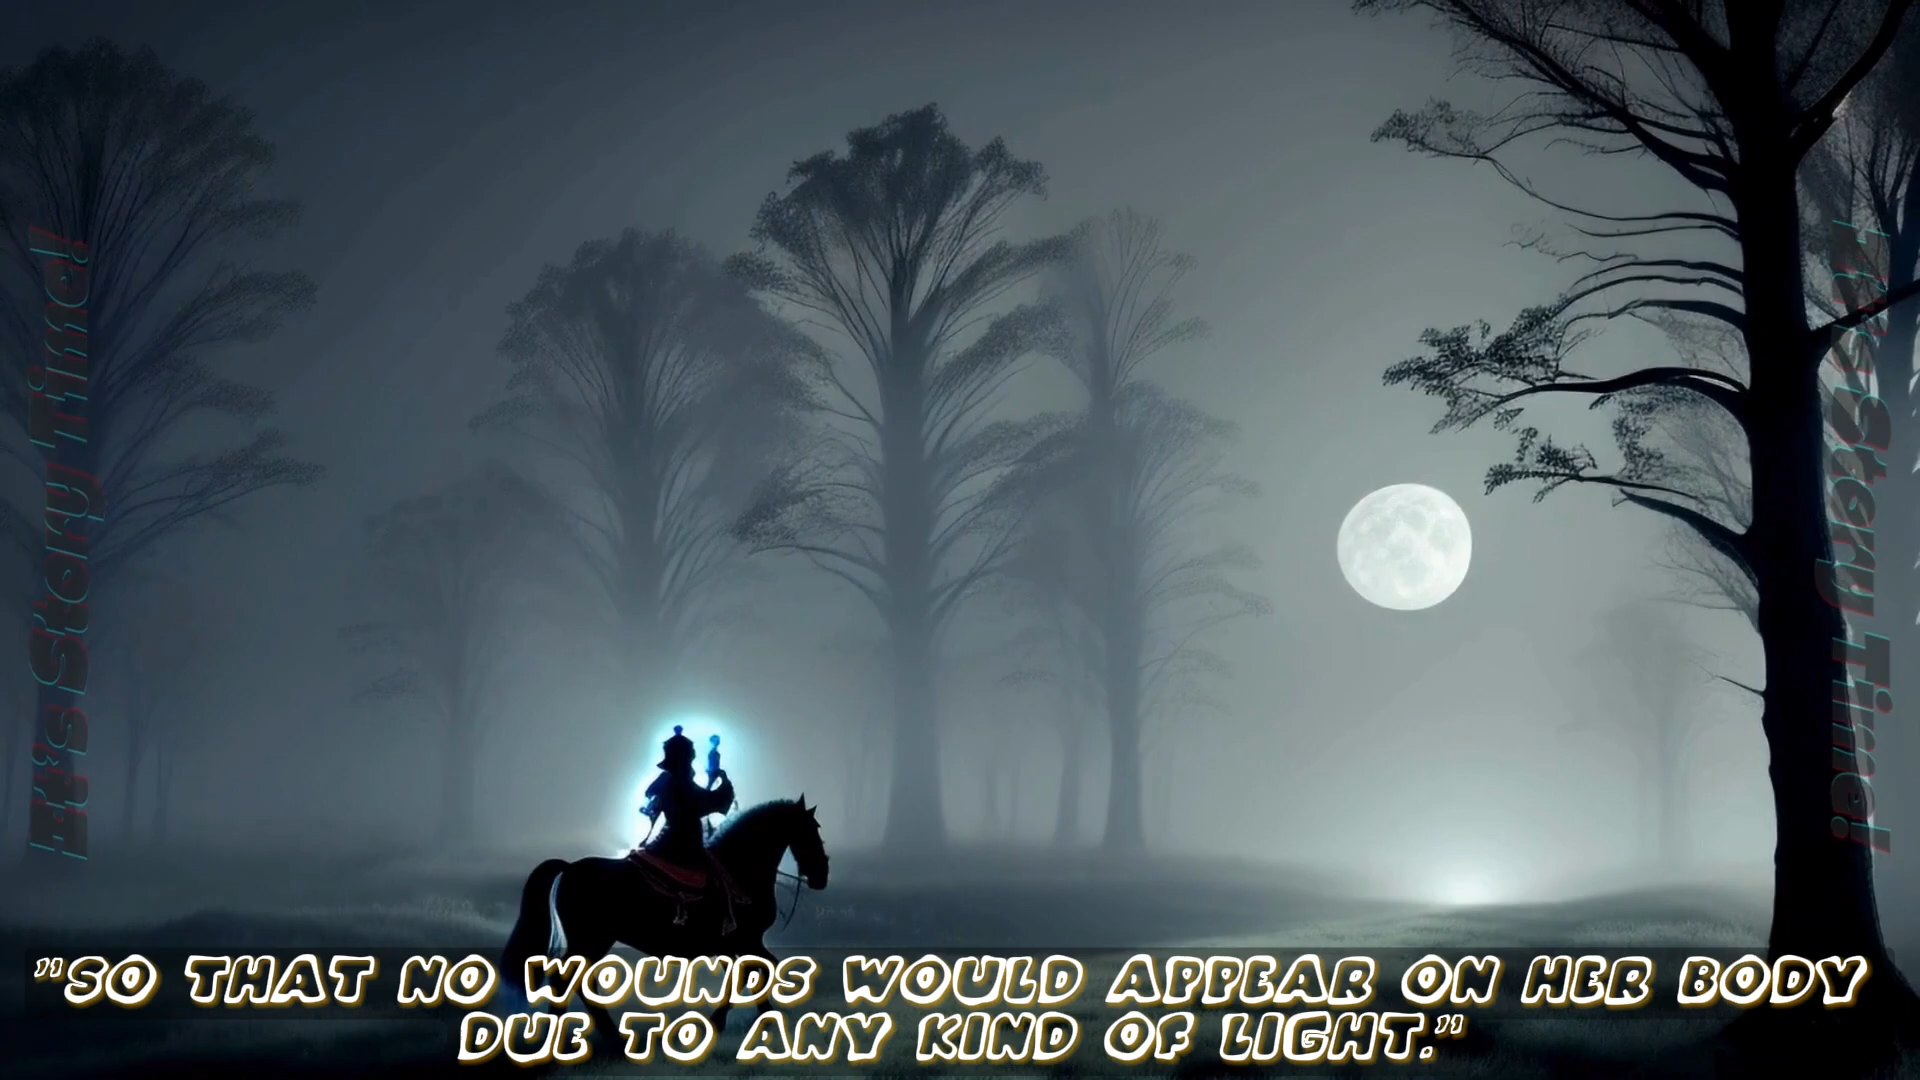 It's Story Time!
It's Story Time!
"SO THAT NO WOUNDS WOULD APPEAR ON HER BODY
DUE TO ANY KIND OF LIGHT."